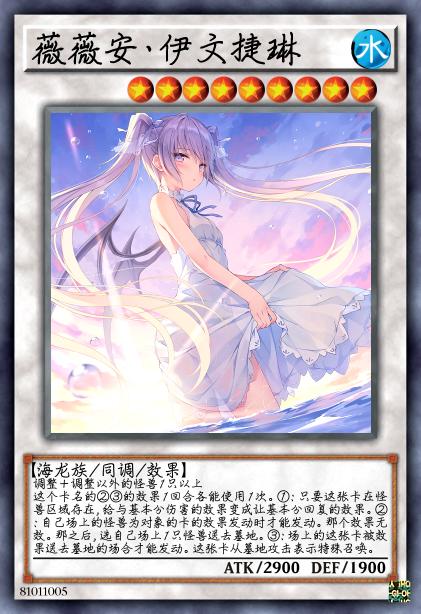 薇薇安·伊文捷琳
水
【海龙族/同调/效果】
调整＋调整以外的怪兽1只以上
这个卡名的②③的效果1回合各能使用1次。①：只要这张卡在怪
兽区域存在，给与基本分伤害的效果变成让基本分回复的效果。②
：自己场上的怪兽为对象的卡的效果发动时才能发动。那个效果无
效。那之后，选自己场上1只怪兽送去墓地。③：场上的这张卡被效
果送去墓地的场合才能发动。这张卡从墓地攻击表示特殊召唤。
ATK/2900 DEF/1900
81011005